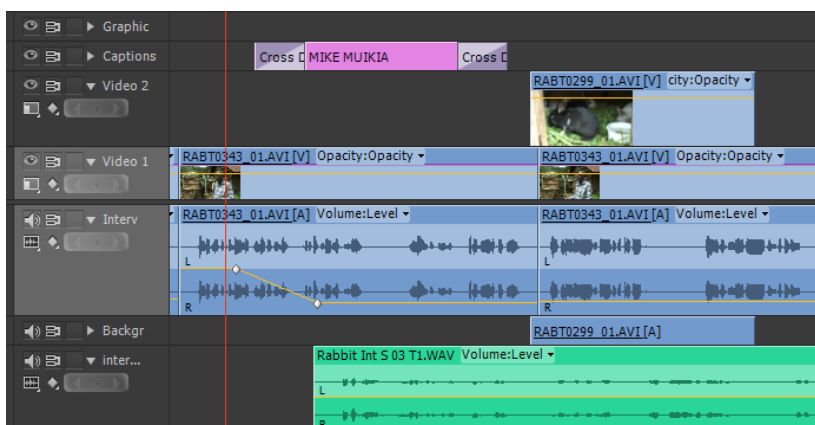 Graphic
Captions
Cross D MIKE MUIKIA Cross D
Video 2
RABT0299_01.AVI [V] city:Opacity
Video 1
RABT0343_01.AVI [V] Opacity:Opacity
RABT0343_01.AVI [V] Opacity:Opacity
Interv
RABT0343_01.AVI [A] Volume:Level
RABT0343_01.AVI [A] Volume:Level
L
L
R
R
Backgr
RABT0299_01.AVI [A]
inter...
Rabbit Int S 03 T1.WAV Volume:Level
L
R